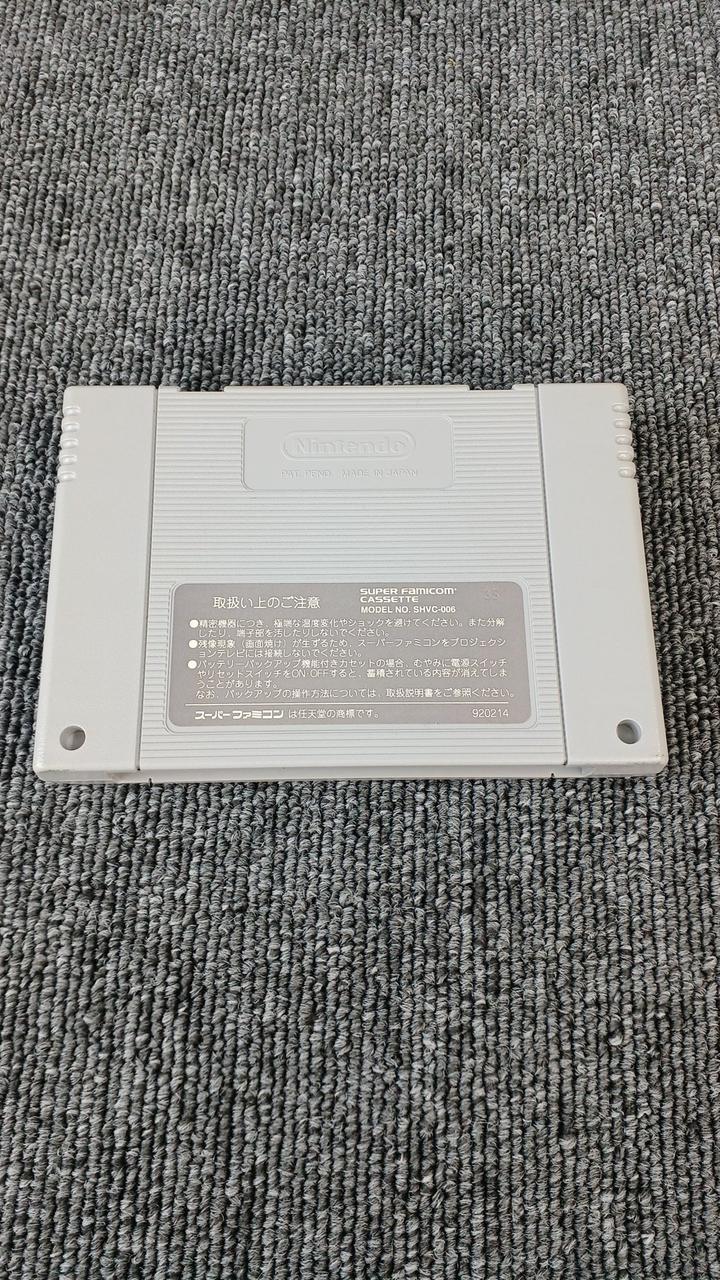 Nintendo
PAT. PEND. MADE IN JAPAN
取扱い上のご注意
SUPER FAMICOM
CASSETTE
MODEL NO. SHVC-006
33
●精密機器につき、極端な温度変化やショックを避けてください。また分解
したり、端子部を汚したりしないでください。
●残像現象(画面焼け)が生ずるため、スーパーファミコンをプロジェクシ
ョンテレビには接続しないでください。
●バッテリーバックアップ機能付きカセットの場合、むやみに電源スイッチ
やリセットスイッチをON/OFFすると、蓄積されている内容が消えてしま
うことがあります。
なお、バックアップの操作方法については、取扱説明書をご参照ください。
スーパーファミコン は任天堂の商標です。
920214